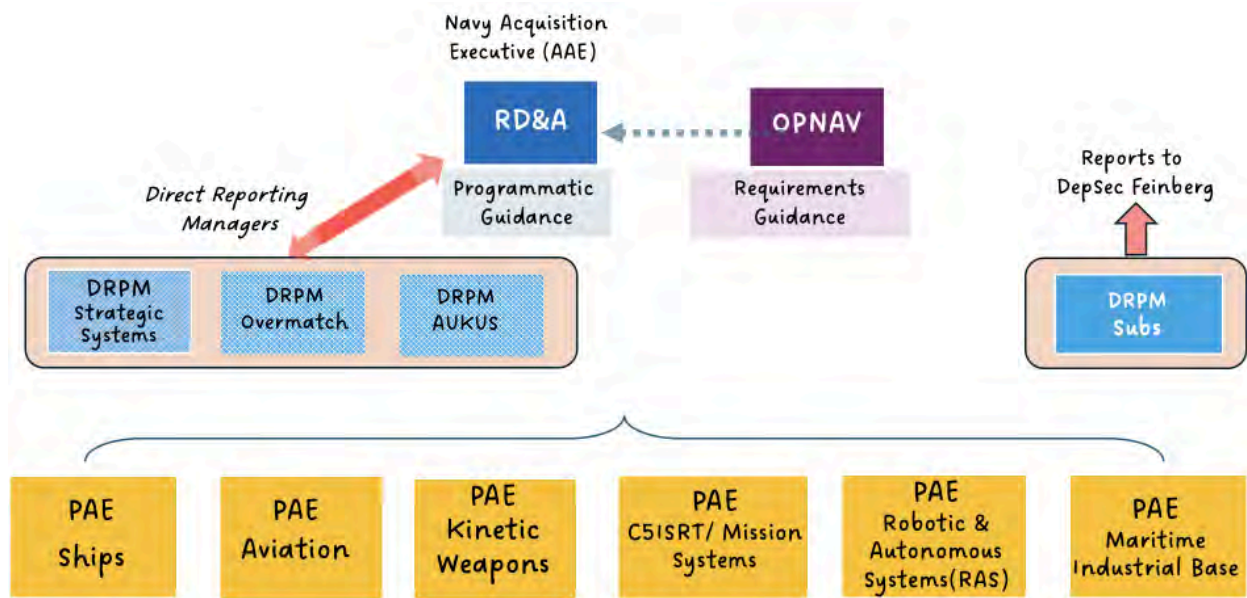 Navy Acquisition
Executive (AAE)
RD&A
OPNAV
Programmatic
Guidance
Requirements
Guidance
Direct Reporting
Managers
Reports to
DepSec Feinberg
DRPM
Strategic
Systems
DRPM
Overmatch
DRPM
AUKUS
DRPM
Subs
PAE
Ships
PAE
Aviation
PAE
Kinetic
Weapons
PAE
C5ISRT/ Mission
Systems
PAE
Robotic &
Autonomous
Systems(RAS)
PAE
Maritime
Industrial Base